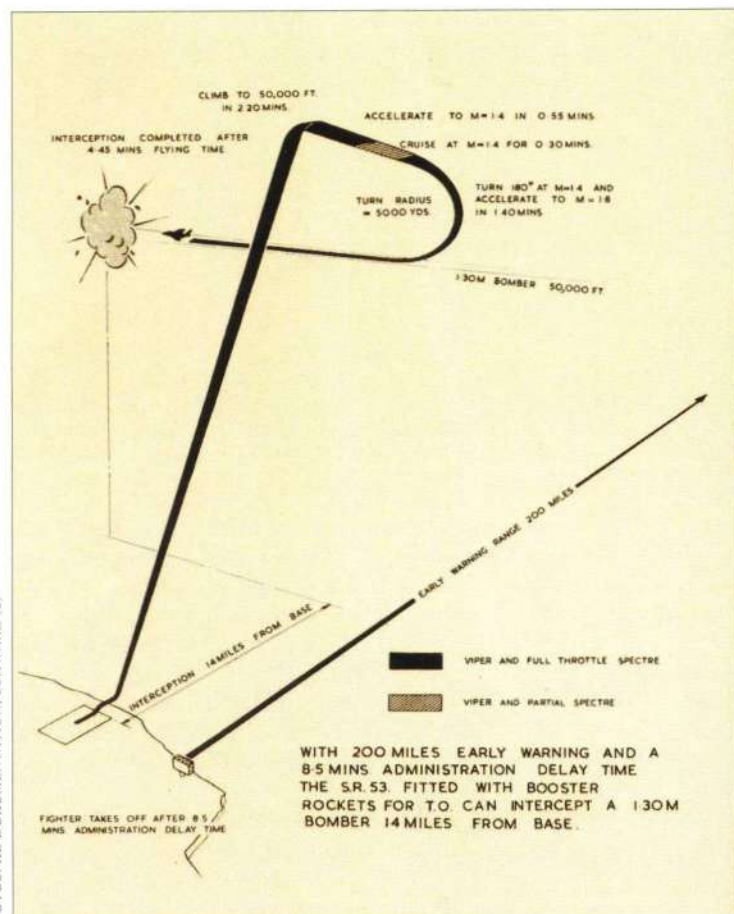 CLIMB TO 50,000 FT.
IN 2·20 MINS.
ACCELERATE TO M=1·4 IN 0·55 MINS
INTERCEPTION COMPLETED AFTER
4·45 MINS FLYING TIME.
CRUISE AT M=1·4 FOR 0·30 MINS.
TURN RADIUS
= 5000 YDS.
TURN 180° AT M=1·4 AND
ACCELERATE TO M=1·8
IN 1·40 MINS.
1·30M BOMBER 50,000 FT
EARLY WARNING RANGE 200 MILES
INTERCEPTION 14 MILES FROM BASE
VIPER AND FULL THROTTLE SPECTRE
VIPER AND PARTIAL SPECTRE
WITH 200 MILES EARLY WARNING AND A
8·5 MINS ADMINISTRATION DELAY TIME
THE S.R. 53. FITTED WITH BOOSTER
ROCKETS FOR T.O. CAN INTERCEPT A 1·30M
BOMBER 14 MILES FROM BASE.
FIGHTER TAKES OFF AFTER 8·5
MINS ADMINISTRATION DELAY TIME